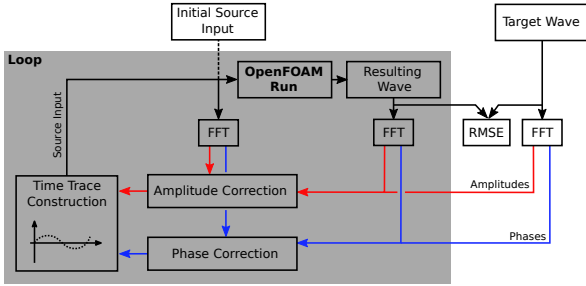 Initial Source
Input
Target Wave
Loop
OpenFOAM
Run
Resulting
Wave
Source Input
FFT
FFT
RMSE
FFT
Time Trace
Construction
Amplitude Correction
Amplitudes
Phase Correction
Phases